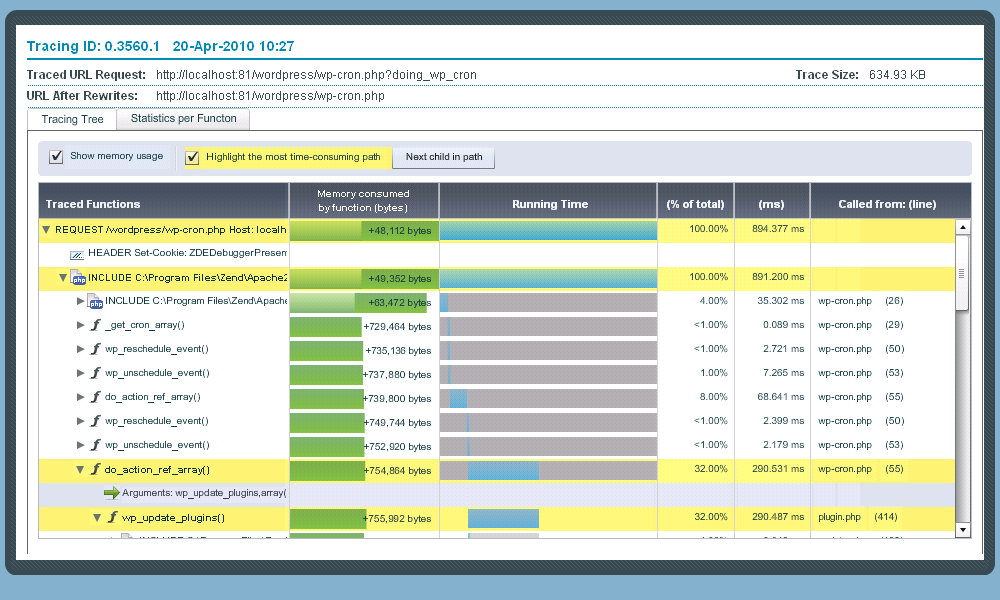 Tracing ID: 0.3560.1 20-Apr-2010 10:27
Traced URL Request: http://localhost:81/wordpress/wp-cron.php?doing_wp_cron Trace Size: 634.93 KB
URL After Rewrites: http://localhost:81/wordpress/wp-cron.php
Tracing Tree Statistics per Functon
Show memory usage Highlight the most time-consuming path Next child in path
Traced Functions Memory consumed by function (bytes) Running Time (% of total) (ms) Called from: (line)
REQUEST /wordpress/wp-cron.php Host: localh +48,112 bytes 100.00% 894.377 ms
HEADER Set-Cookie: ZDEDebuggerPresen
INCLUDE C:\Program Files\Zend\Apache2 +49,352 bytes 100.00% 891.200 ms
INCLUDE C:\Program Files\Zend\Apache +63,472 bytes 4.00% 35.302 ms wp-cron.php (26)
_get_cron_array() +729,464 bytes <1.00% 0.089 ms wp-cron.php (29)
wp_reschedule_event() +735,136 bytes <1.00% 2.721 ms wp-cron.php (50)
wp_unschedule_event() +737,880 bytes 1.00% 7.265 ms wp-cron.php (53)
do_action_ref_array() +739,800 bytes 8.00% 68.641 ms wp-cron.php (55)
wp_reschedule_event() +749,744 bytes <1.00% 2.399 ms wp-cron.php (50)
wp_unschedule_event() +752,920 bytes <1.00% 2.179 ms wp-cron.php (53)
do_action_ref_array() +754,864 bytes 32.00% 290.531 ms wp-cron.php (55)
Arguments: wp_update_plugins,array(
wp_update_plugins() +755,992 bytes 32.00% 290.487 ms plugin.php (414)